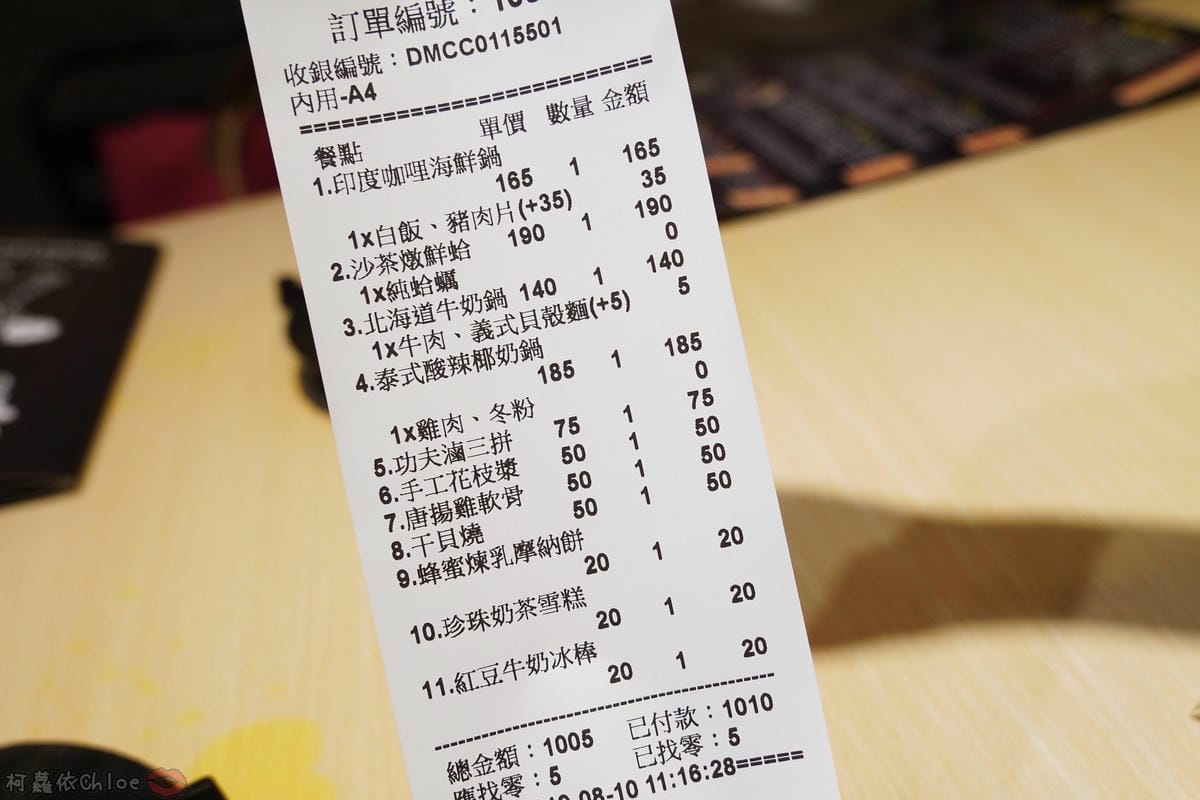 訂單編號：
收銀編號：DMCC0115501
內用-A4
========================
單價 數量 金額
餐點
1.印度咖哩海鮮鍋
165 1 165
1x白飯、豬肉片(+35) 35
2.沙茶燉鮮蛤 190 1 190
1x純蛤蠣 0
3.北海道牛奶鍋 140 1 140
1x牛肉、義式貝殼麵(+5) 5
4.泰式酸辣椰奶鍋
185 1 185
1x雞肉、冬粉 0
5.功夫滷三拼 75 1 75
6.手工花枝漿 50 1 50
7.唐揚雞軟骨 50 1 50
8.干貝燒 50 1 50
9.蜂蜜煉乳摩納餅
20 1 20
10.珍珠奶茶雪糕
20 1 20
11.紅豆牛奶冰棒
20 1 20
----------------------------------------
總金額：1005 已付款：1010
應找零：5 已找零：5
08-10 11:16:28=====
柯蘿依Chloe